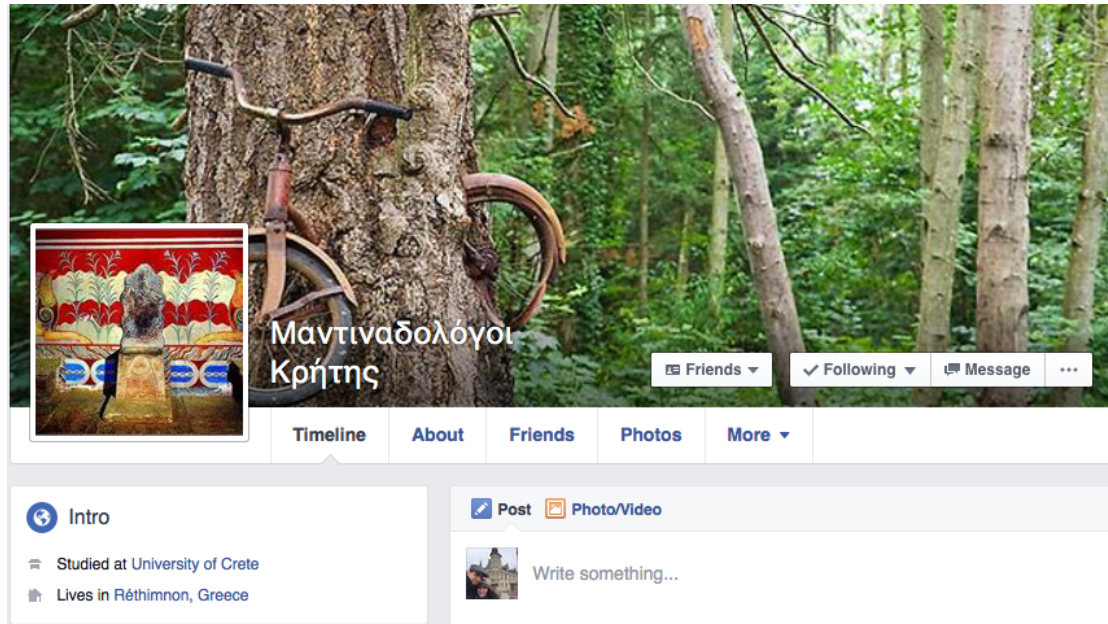 Μαντιναδολόγοι
Κρήτης
Friends
Following
Message
Timeline
About
Friends
Photos
More
Intro
Studied at University of Crete
Lives in Réthimnon, Greece
Post
Photo/Video
Write something...